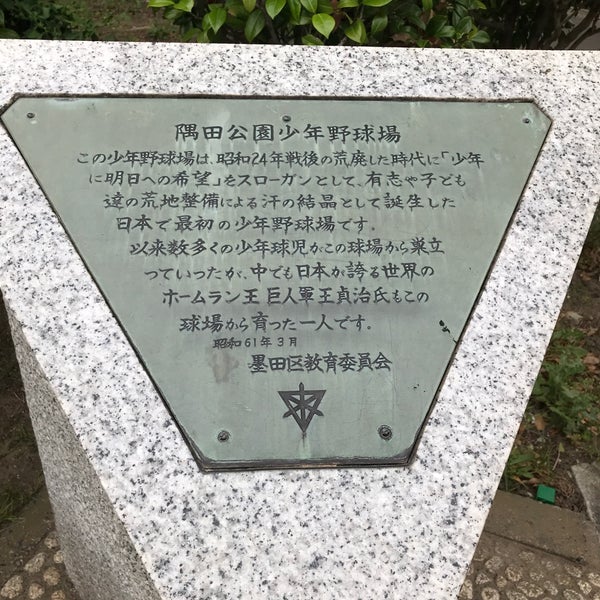 隅田公園少年野球場
この少年野球場は、昭和24年戦後の荒廃した時代に「少年
に明日への希望」をスローガンとして、有志や子ども
達の荒地整備による汗の結晶として誕生した
日本で最初の少年野球場です．
以来数多くの少年球児がこの球場から巣立
っていったが、中でも日本が誇る世界の
ホームラン王 巨人軍王貞治氏もこの
球場から育った一人です．
昭和61年3月
墨田区教育委員会